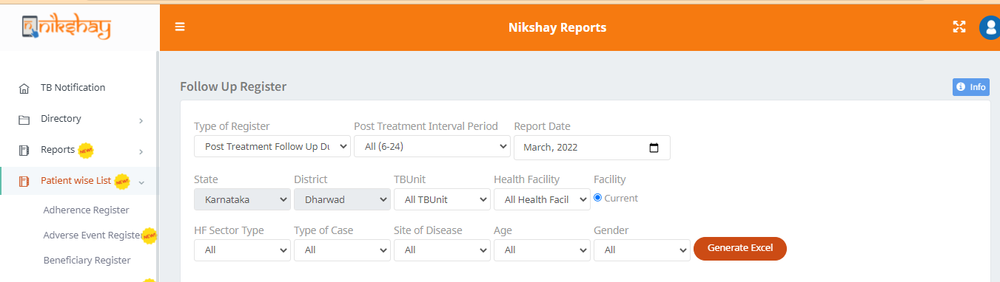 nikshay
Nikshay Reports
TB Notification
Directory
Reports NEW!
Patient wise List NEW!
Adherence Register
Adverse Event Register NEW!
Beneficiary Register
Follow Up Register
Info
Type of Register Post Treatment Interval Period Report Date
Post Treatment Follow Up Du All (6-24) March, 2022
State District TBUnit Health Facility Facility
Karnataka Dharwad All TBUnit All Health Facil Current
HF Sector Type Type of Case Site of Disease Age Gender
All All All All All Generate Excel